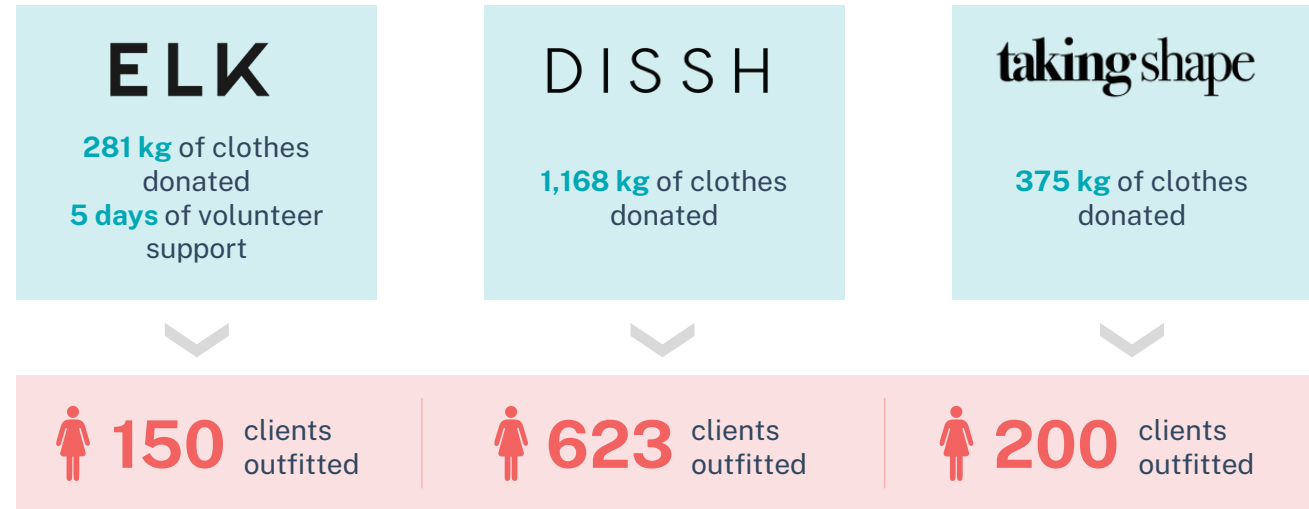 ELK
281 kg of clothes
donated
5 days of volunteer
support
DISSH
1,168 kg of clothes
donated
taking shape
375 kg of clothes
donated
150 clients
outfitted
623 clients
outfitted
200 clients
outfitted